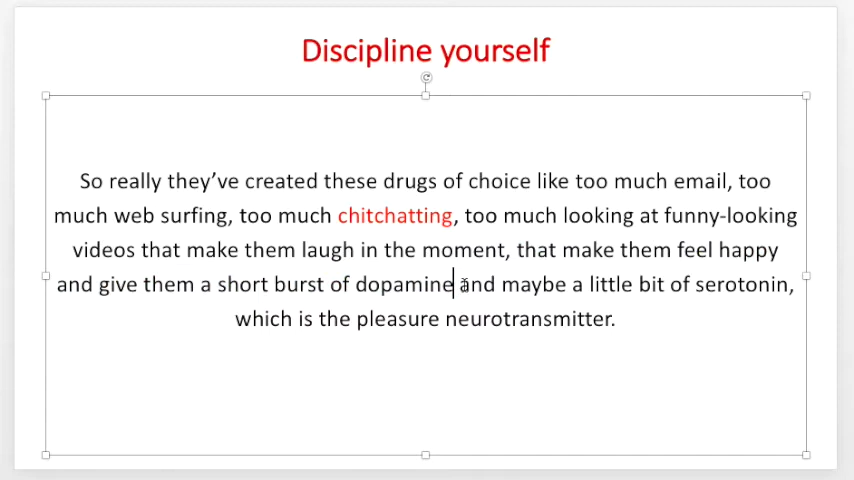 Discipline yourself
So really they’ve created these drugs of choice like too much email, too
much web surfing, too much chitchatting, too much looking at funny-looking
videos that make them laugh in the moment, that make them feel happy
and give them a short burst of dopamine and maybe a little bit of serotonin,
which is the pleasure neurotransmitter.